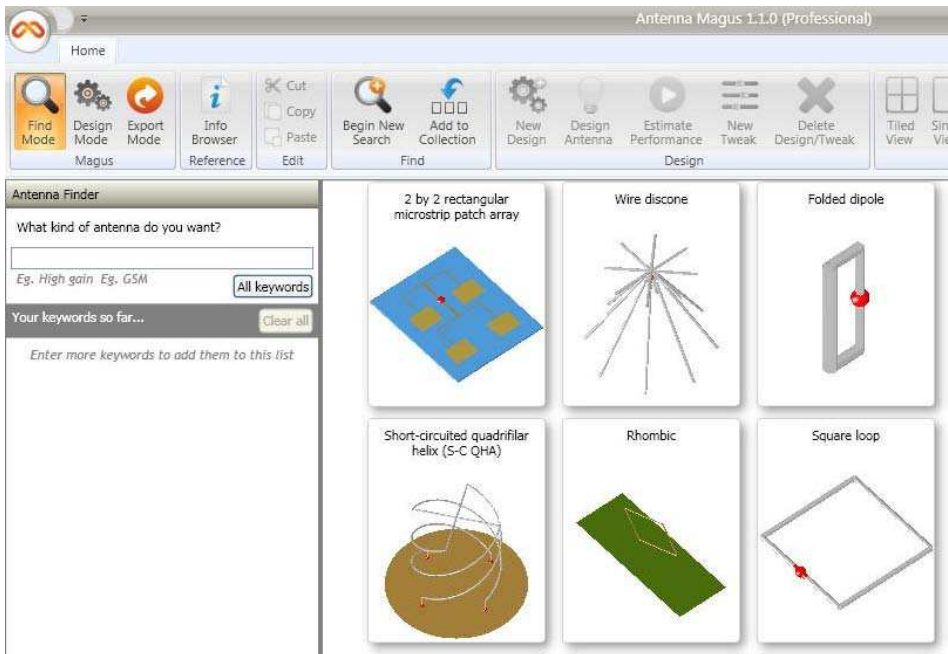 Antenna Magus 1.1.0 (Professional)
Home
Find
Mode
Design
Mode
Export
Mode
Magus
Info
Browser
Reference
Cut
Copy
Paste
Edit
Begin New
Search
Add to
Collection
Find
New
Design
Design
Antenna
Estimate
Performance
New
Tweak
Delete
Design/Tweak
Design
Tiled
View
Antenna Finder
What kind of antenna do you want?
Eg. High gain Eg. GSM
All keywords
Your keywords so far...
Clear all
Enter more keywords to add them to this list
2 by 2 rectangular
microstrip patch array
Wire discone
Folded dipole
Short-circuited quadrifilar
helix (S-C QHA)
Rhombic
Square loop